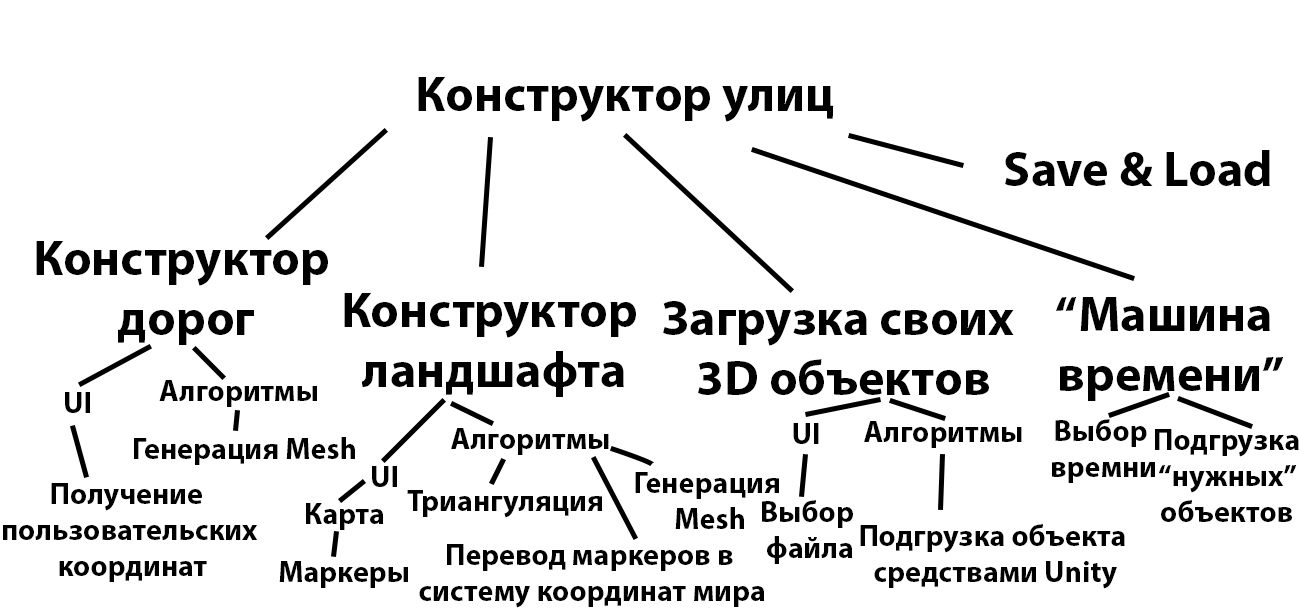 Конструктор улиц
Save & Load
Конструктор
дорог
UI
Получение
пользовательских
координат
Алгоритмы
Генерация Mesh
Конструктор
ландшафта
UI
Карта
Маркеры
Алгоритмы
Триангуляция
Перевод маркеров в
систему координат мира
Генерация
Mesh
Загрузка своих
3D объектов
UI
Выбор
файла
Алгоритмы
Подгрузка объекта
средствами Unity
“Машина
времени”
Выбор
времни
Подгрузка
“нужных”
объектов